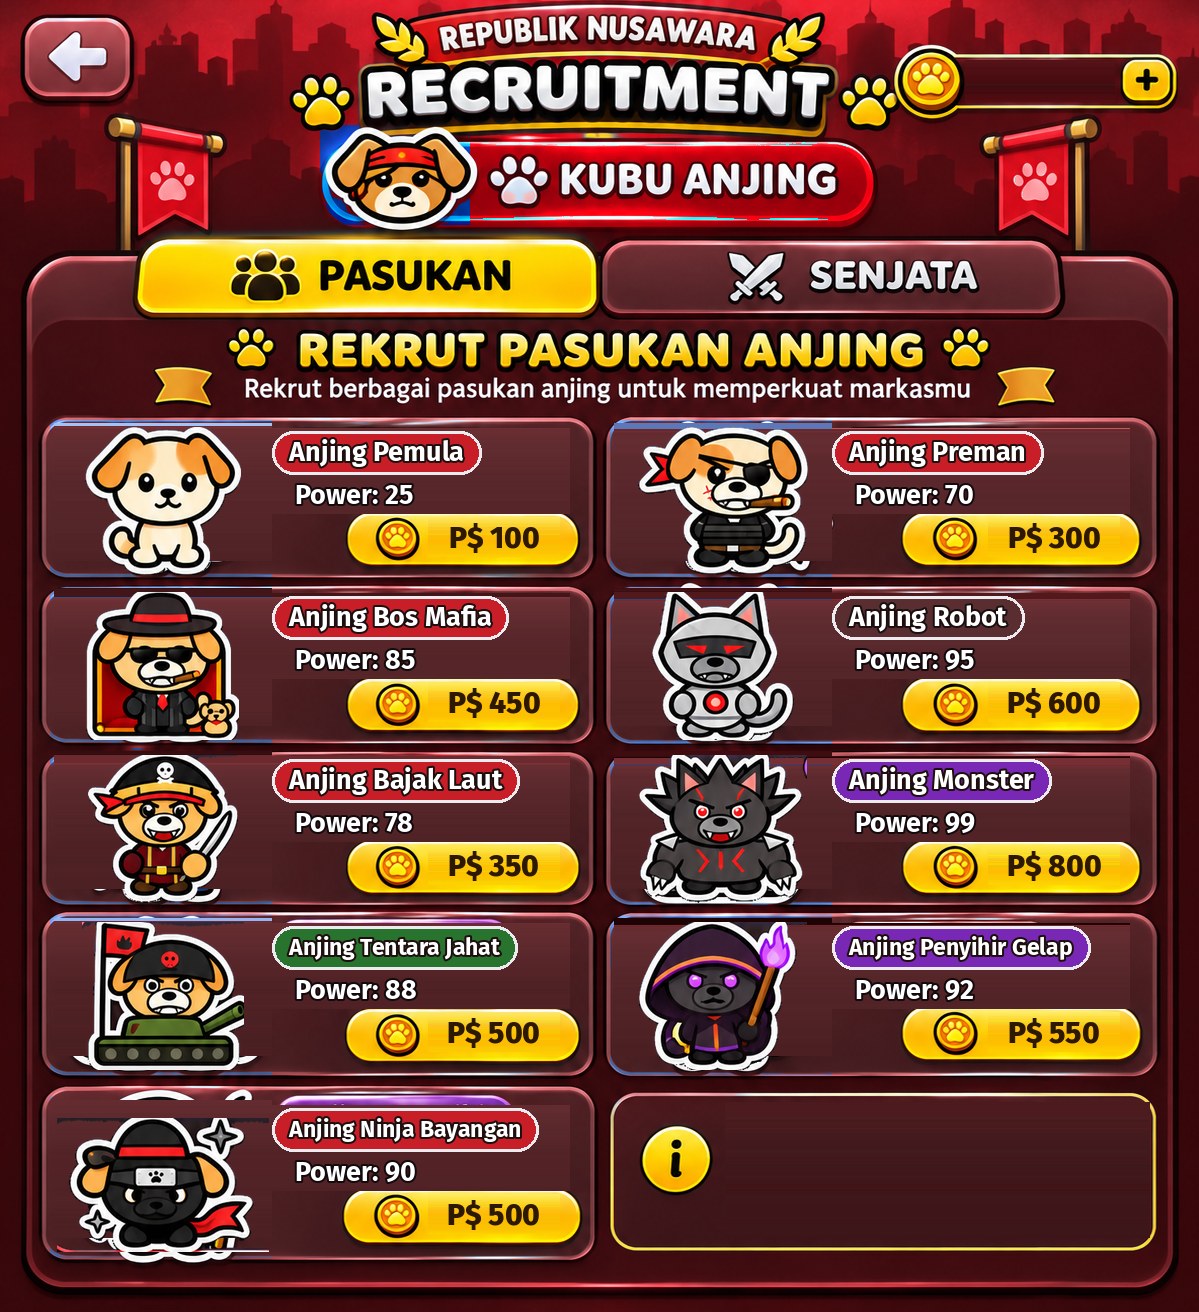 REPUBLIK NUSAWARA
RECRUITMENT
KUBU ANJING
PASUKAN
SENJATA
REKRUT PASUKAN ANJING
Rekrut berbagai pasukan anjing untuk memperkuat markasmu
Anjing Pemula
Power: 25
P$ 100
Anjing Preman
Power: 70
P$ 300
Anjing Bos Mafia
Power: 85
P$ 450
Anjing Robot
Power: 95
P$ 600
Anjing Bajak Laut
Power: 78
P$ 350
Anjing Monster
Power: 99
P$ 800
Anjing Tentara Jahat
Power: 88
P$ 500
Anjing Penyihir Gelap
Power: 92
P$ 550
Anjing Ninja Bayangan
Power: 90
P$ 500
i